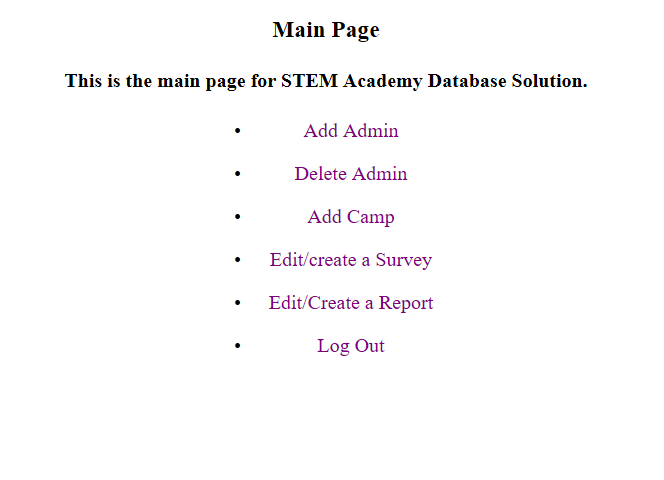 Main Page
This is the main page for STEM Academy Database Solution.
• Add Admin
• Delete Admin
• Add Camp
• Edit/create a Survey
• Edit/Create a Report
• Log Out